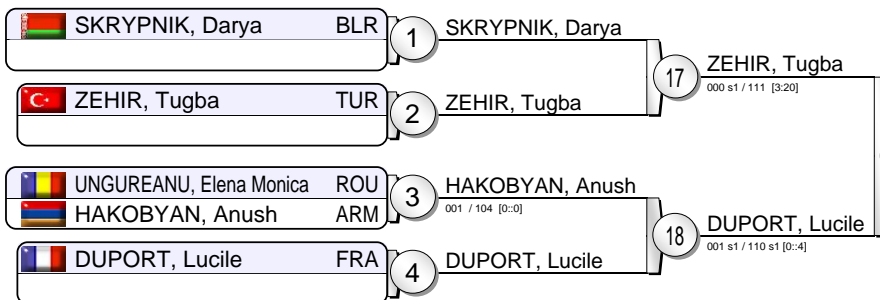 SKRYPNIK, Darya BLR
1
SKRYPNIK, Darya
ZEHIR, Tugba TUR
2
ZEHIR, Tugba
17
ZEHIR, Tugba
000 s1 / 111 [3:20]
UNGUREANU, Elena Monica ROU
HAKOBYAN, Anush ARM
3
HAKOBYAN, Anush
001 / 104 [0::0]
DUPORT, Lucile FRA
4
DUPORT, Lucile
18
DUPORT, Lucile
001 s1 / 110 s1 [0::4]